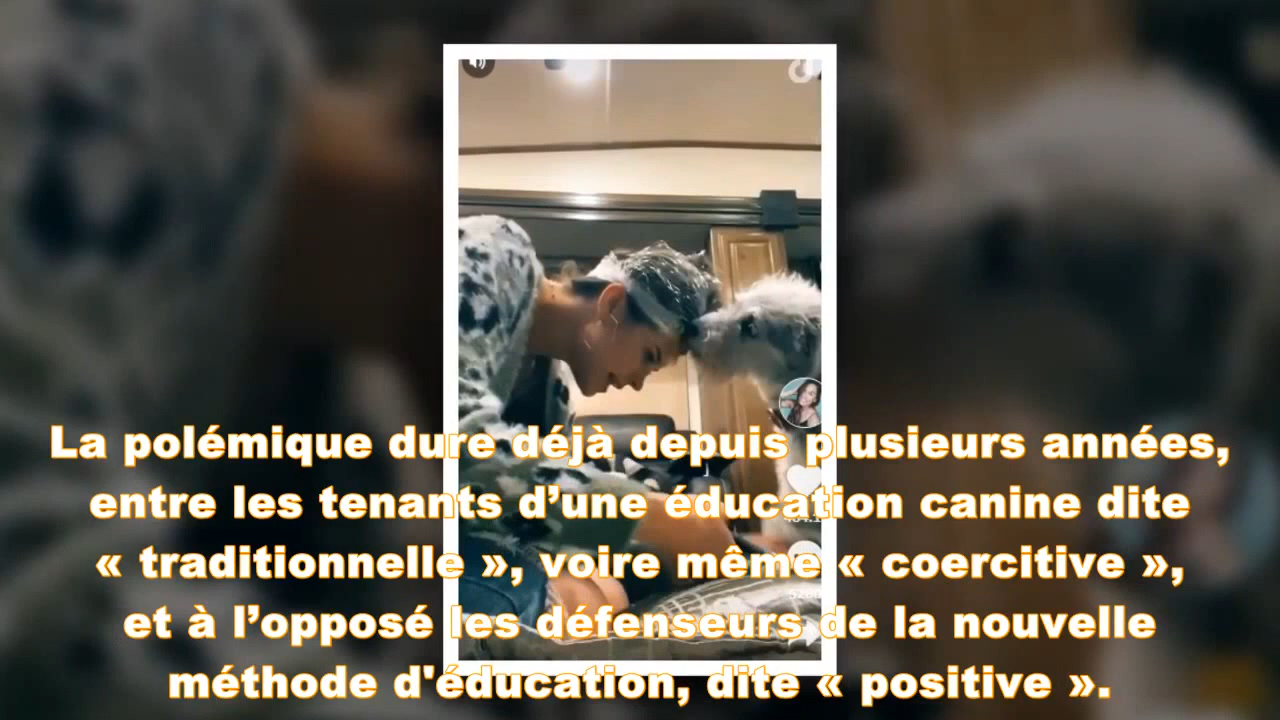 La polémique dure déjà depuis plusieurs années,
entre les tenants d’une éducation canine dite
« traditionnelle », voire même « coercitive »,
et à l’opposé les défenseurs de la nouvelle
méthode d'éducation, dite « positive ».